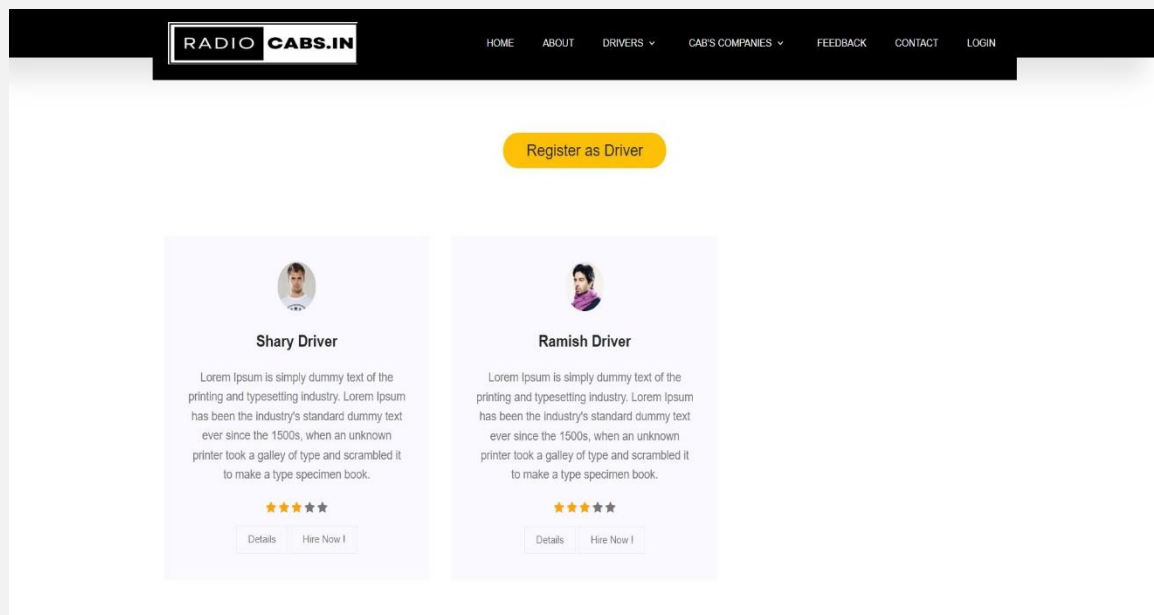 RADIO CABS.IN
HOME ABOUT DRIVERS CAB'S COMPANIES FEEDBACK CONTACT LOGIN
Register as Driver
Shary Driver
Lorem Ipsum is simply dummy text of the
printing and typesetting industry. Lorem Ipsum
has been the industry's standard dummy text
ever since the 1500s, when an unknown
printer took a galley of type and scrambled it
to make a type specimen book.
Details Hire Now !
Ramish Driver
Lorem Ipsum is simply dummy text of the
printing and typesetting industry. Lorem Ipsum
has been the industry's standard dummy text
ever since the 1500s, when an unknown
printer took a galley of type and scrambled it
to make a type specimen book.
Details Hire Now !